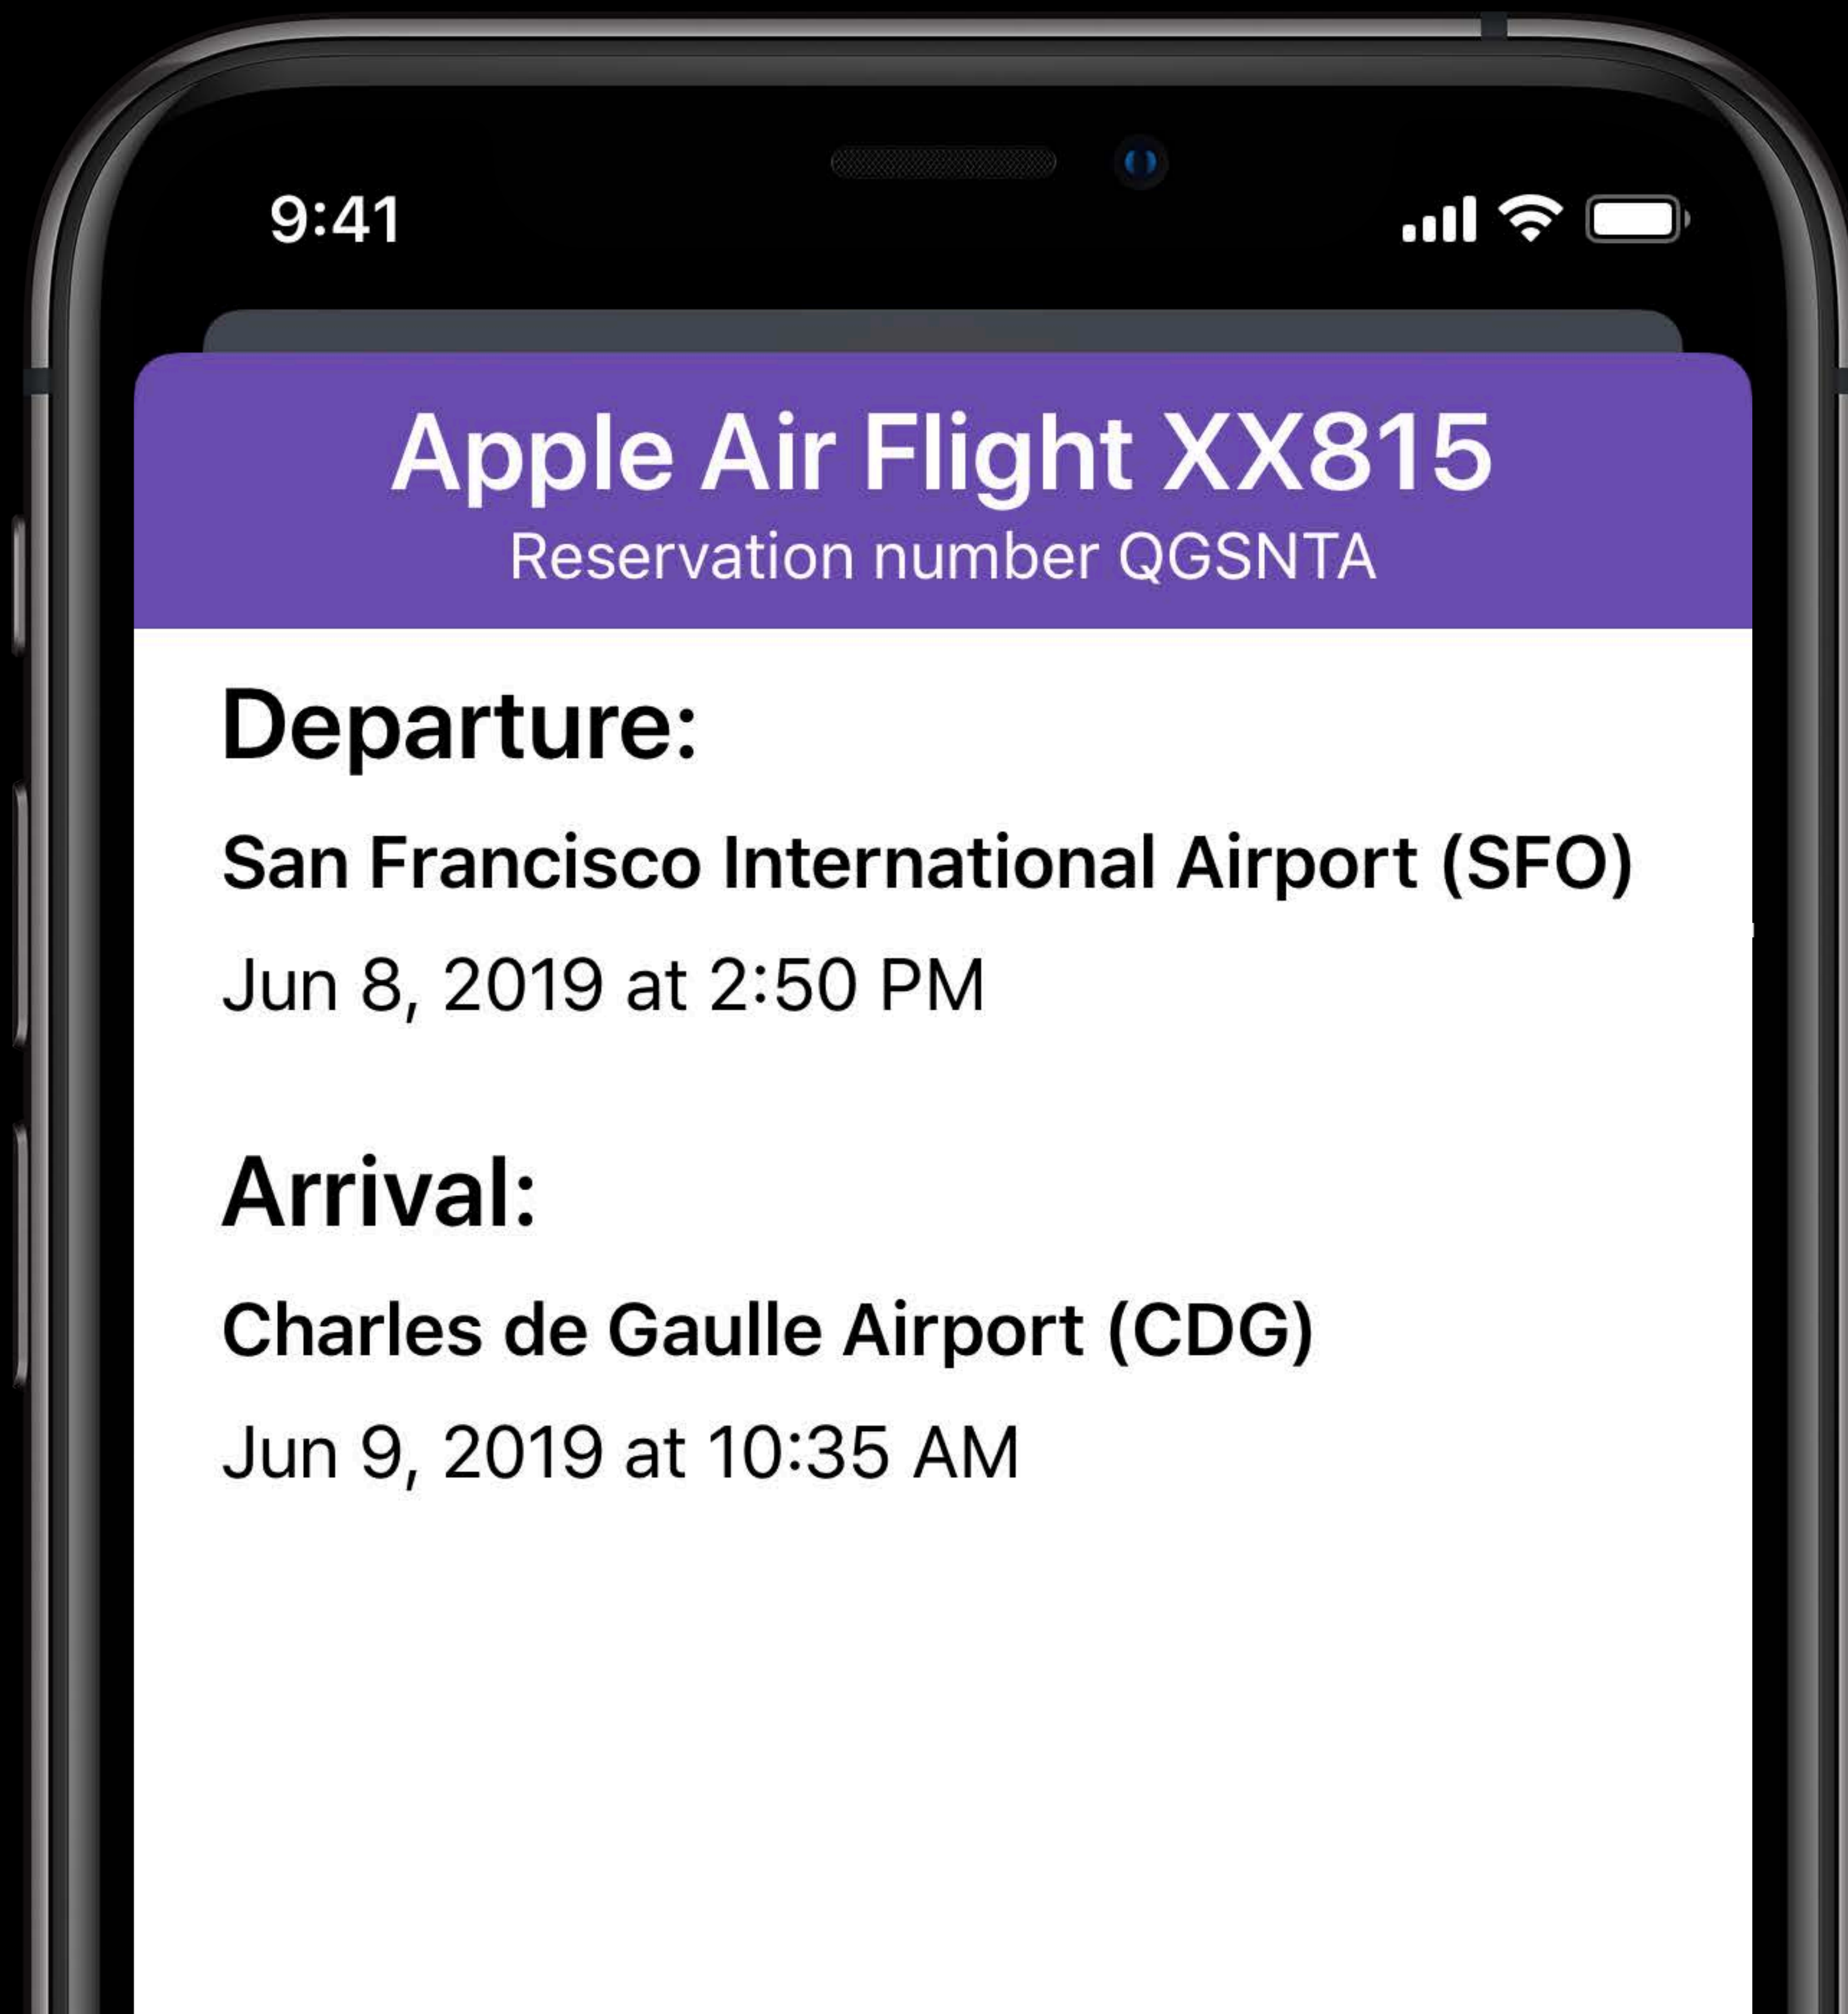 9:41
Apple Air Flight XX815
Reservation number QGSNTA
Departure:
San Francisco International Airport (SFO)
Jun 8, 2019 at 2:50 PM
Arrival:
Charles de Gaulle Airport (CDG)
Jun 9, 2019 at 10:35 AM